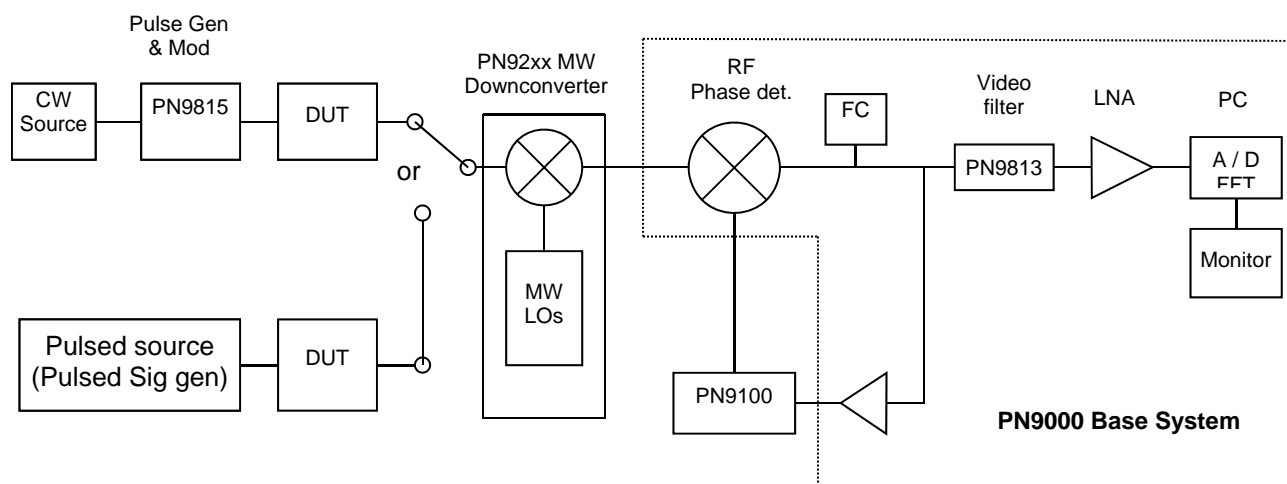 Pulse Gen
& Mod
PN92xx MW
Downconverter
RF
Phase det.
Video
filter
LNA
PC
CW
Source
PN9815
DUT
FC
PN9813
A / D
FFT
or
MW
LOs
Monitor
Pulsed source
(Pulsed Sig gen)
DUT
PN9100
PN9000 Base System